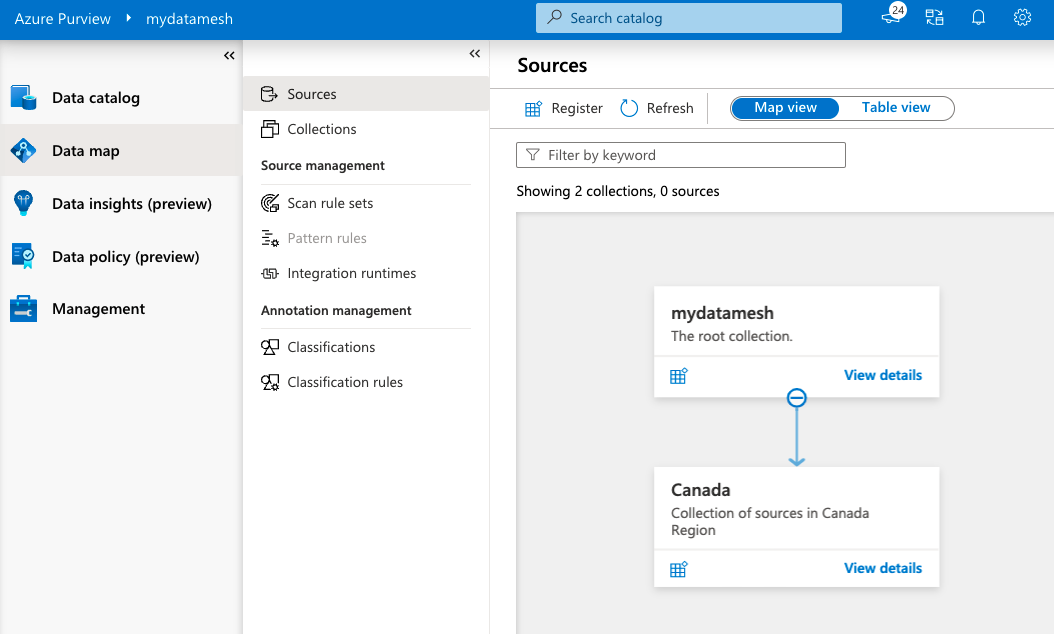 Azure Purview mydatamesh
Search catalog
24
Data catalog
Data map
Data insights (preview)
Data policy (preview)
Management
Sources
Collections
Source management
Scan rule sets
Pattern rules
Integration runtimes
Annotation management
Classifications
Classification rules
Sources
Register Refresh Map view Table view
Filter by keyword
Showing 2 collections, 0 sources
mydatamesh
The root collection.
View details
Canada
Collection of sources in Canada
Region
View details